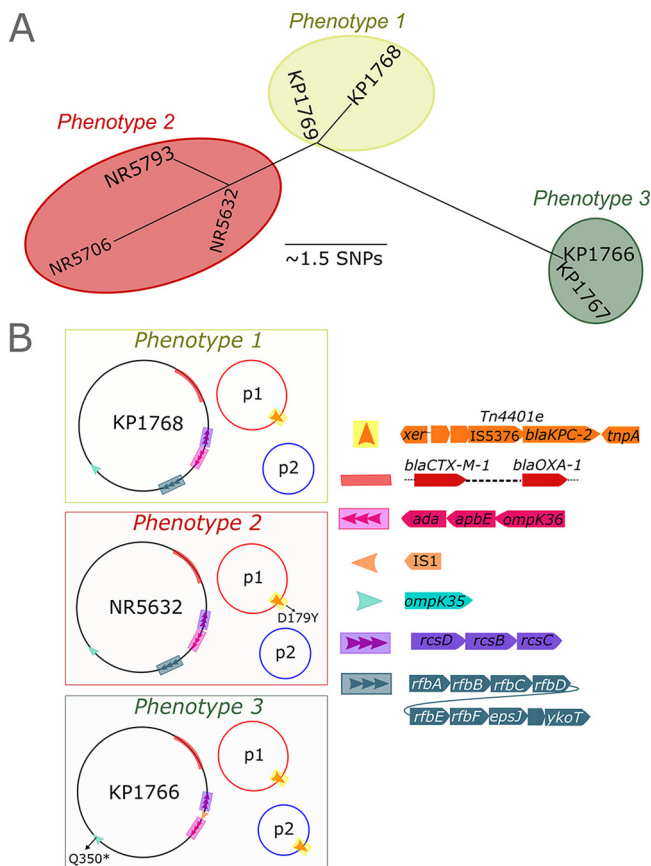 A
Phenotype 1
KP1769
KP1768
Phenotype 2
NR5793
NR5632
NR5706
~1.5 SNPs
Phenotype 3
KP1766
KP1767
B
Phenotype 1
KP1768
p1
p2
Phenotype 2
NR5632
p1
D179Y
p2
Phenotype 3
KP1766
p1
p2
Q350*
Tn4401e
xer IS5376 blaKPC-2 tnpA
blaCTX-M-1 blaOXA-1
ada apbE ompK36
IS1
ompK35
rcsD rcsB rcsC
rfbA rfbB rfbC rfbD
rfbE rfbF epsJ ykoT